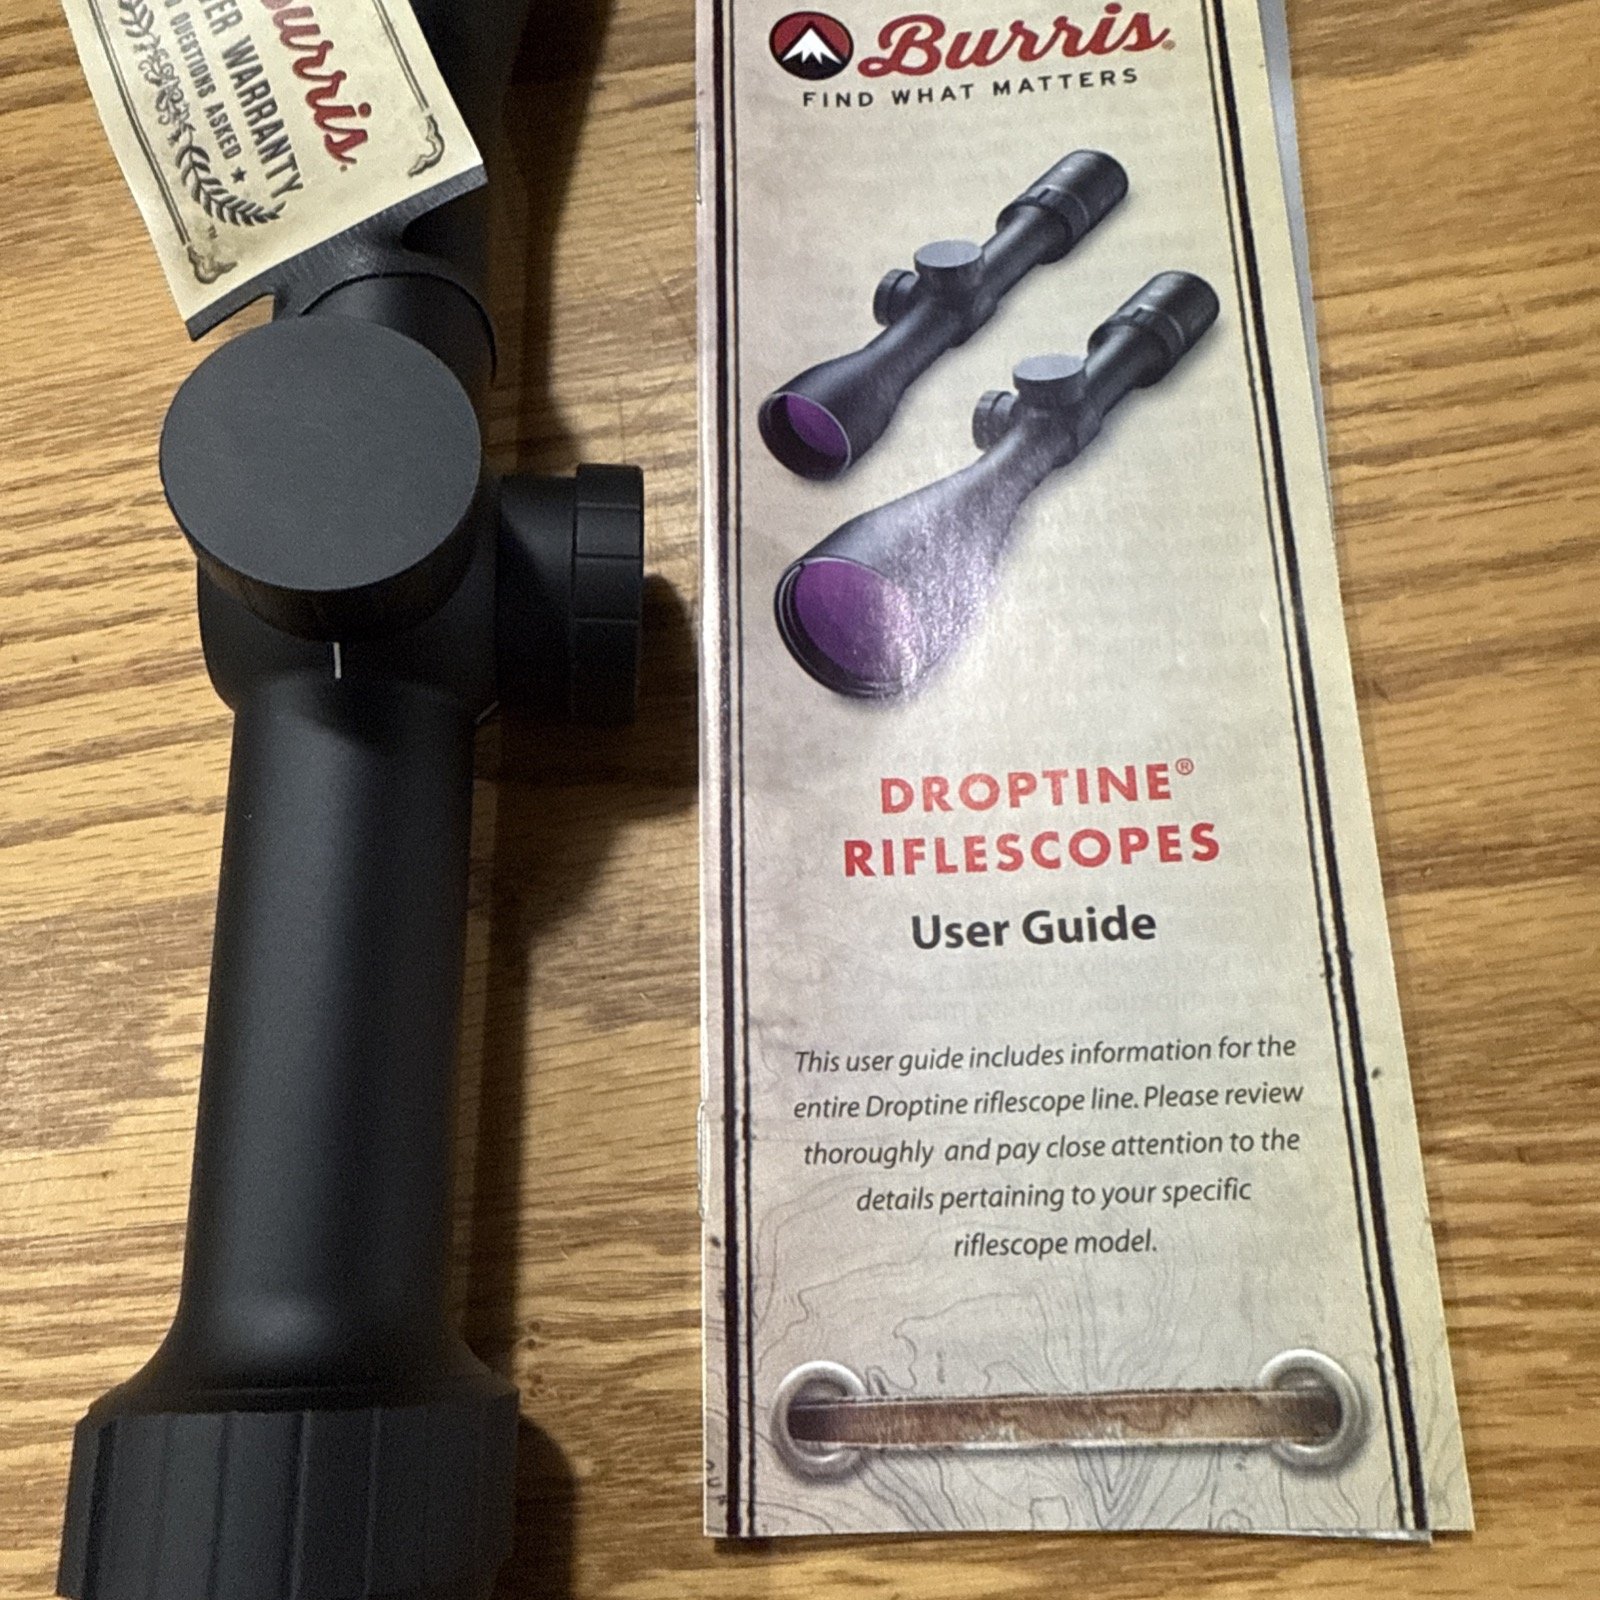 Burris
WARRANTY
QUESTIONS ASKED ★
™
Burris®
FIND WHAT MATTERS
DROPTINE®
RIFLESCOPES
User Guide
This user guide includes information for the
entire Droptine riflescope line. Please review
thoroughly and pay close attention to the
details pertaining to your specific
riflescope model.